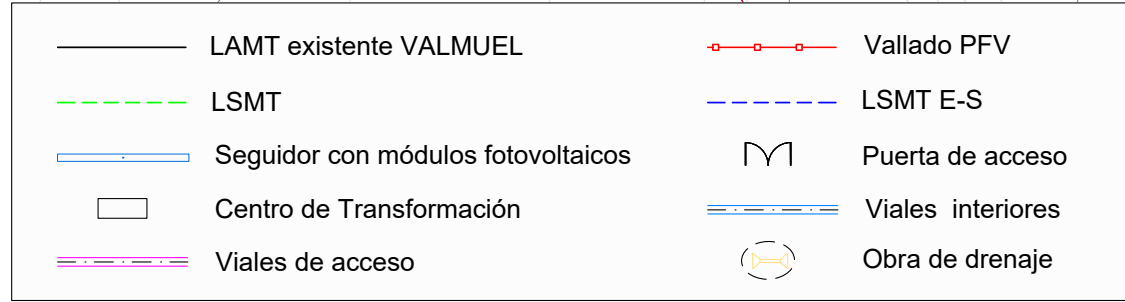 LAMT existente VALMUEL
LSMT
Seguidor con módulos fotovoltaicos
Centro de Transformación
Viales de acceso
Vallado PFV
LSMT E-S
Puerta de acceso
Viales interiores
Obra de drenaje